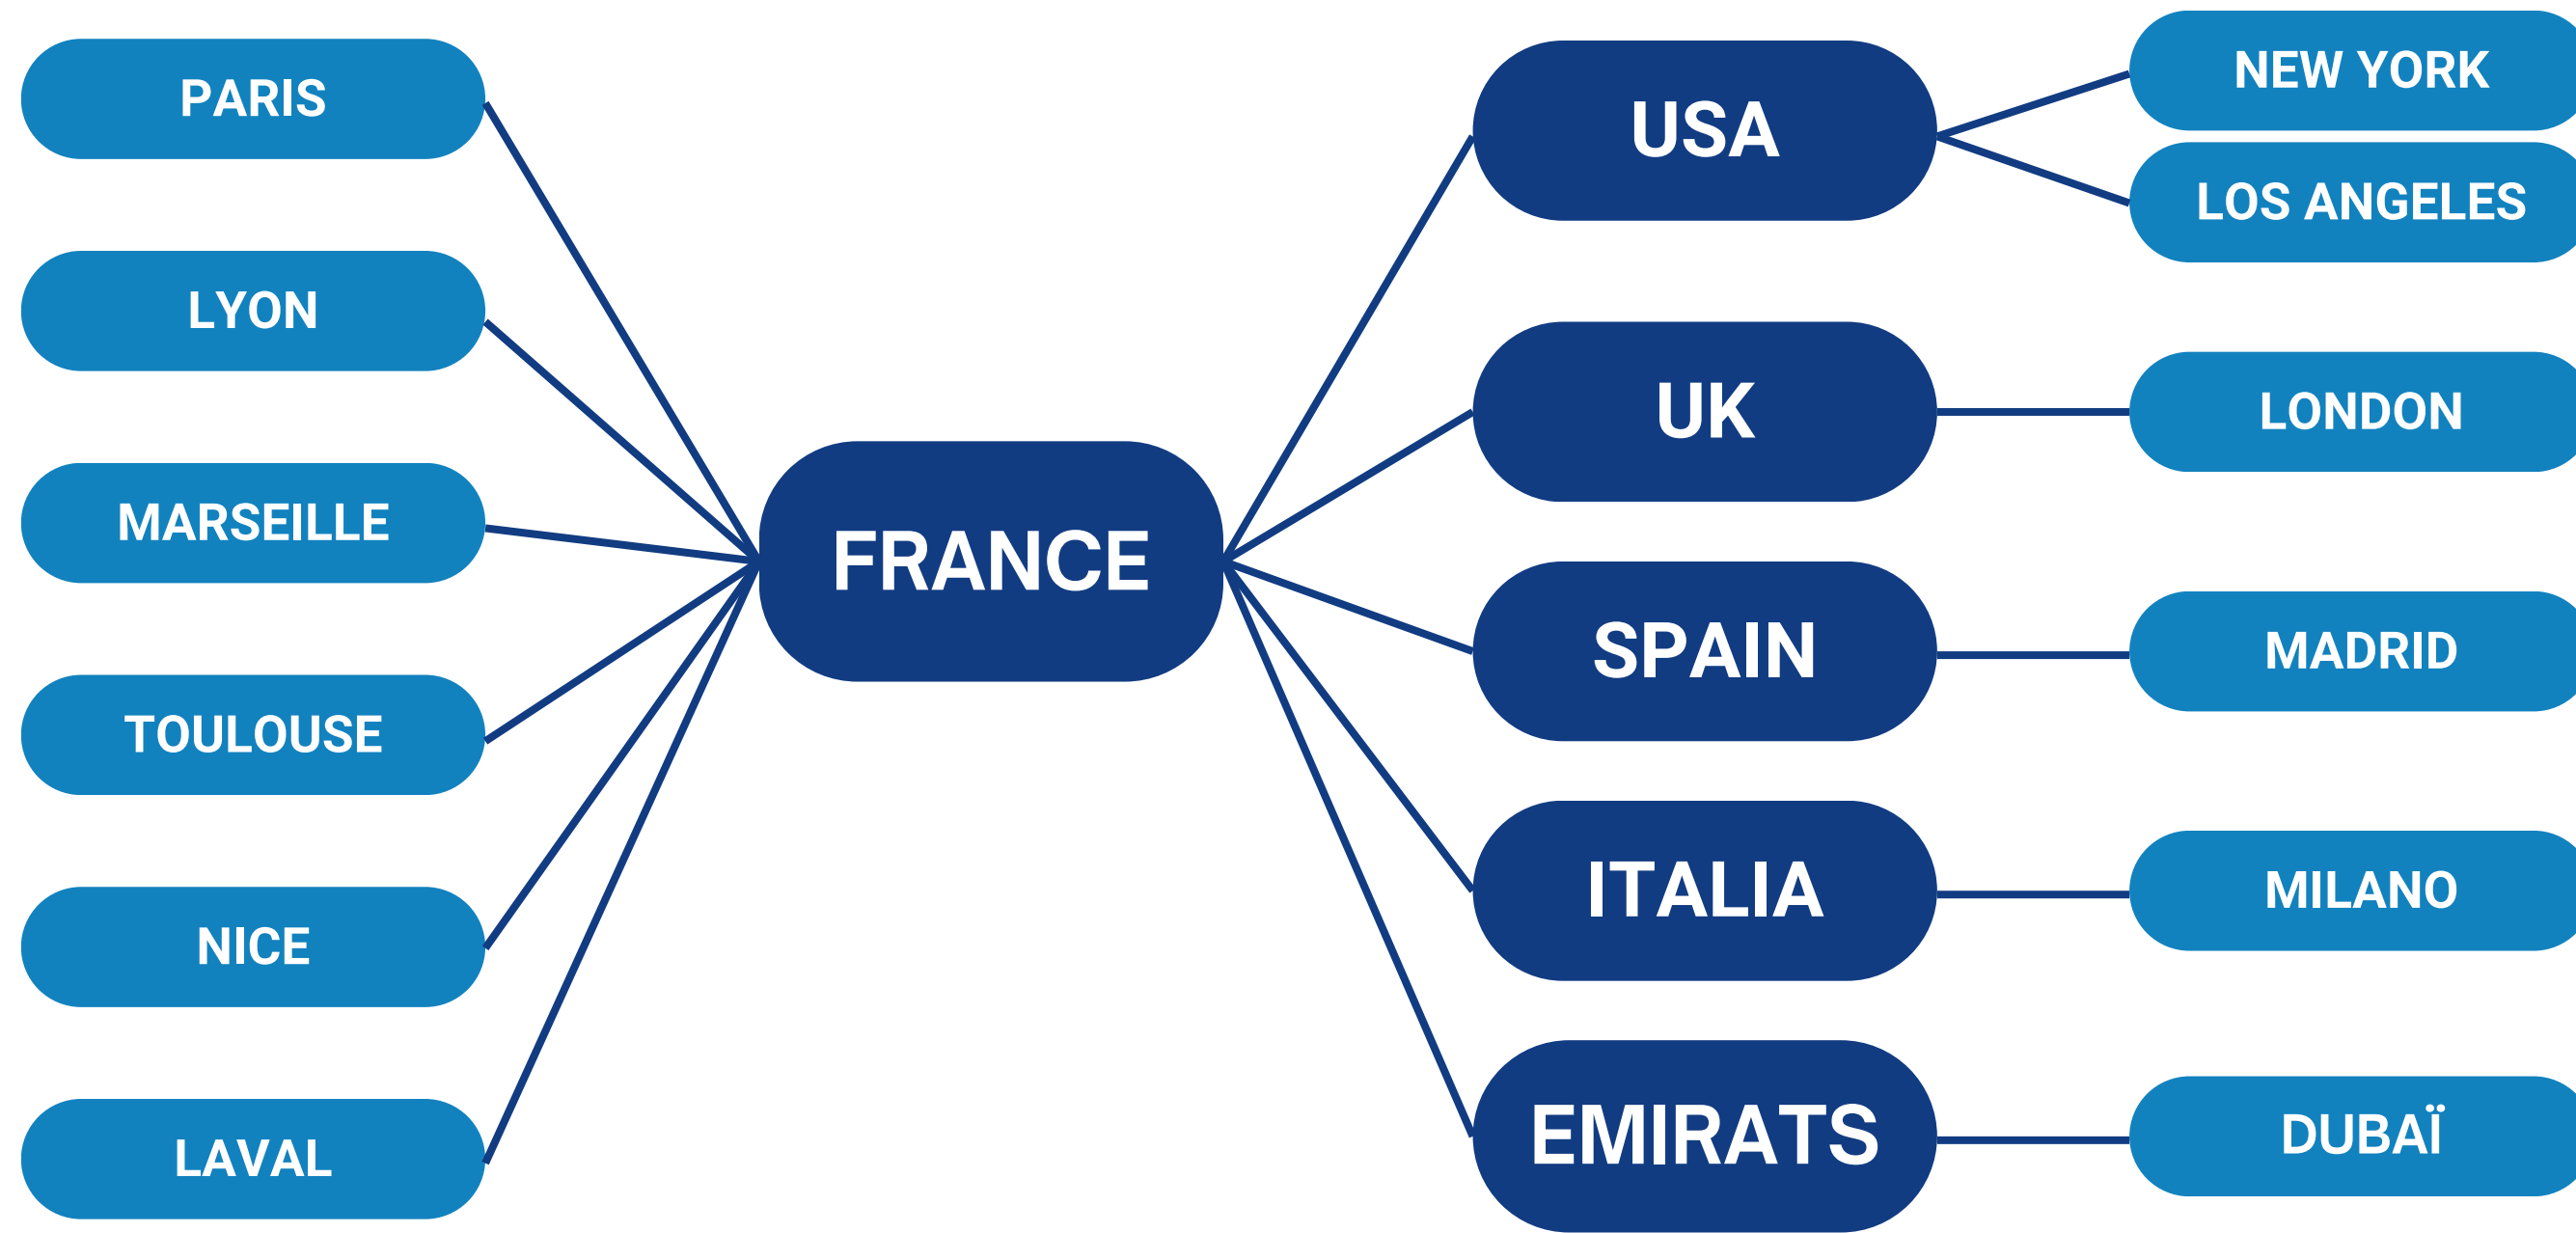 PARIS
LYON
MARSEILLE
TOULOUSE
NICE
LAVAL
FRANCE
USA
UK
SPAIN
ITALIA
EMIRATS
NEW YORK
LOS ANGELES
LONDON
MADRID
MILANO
DUBAÏ